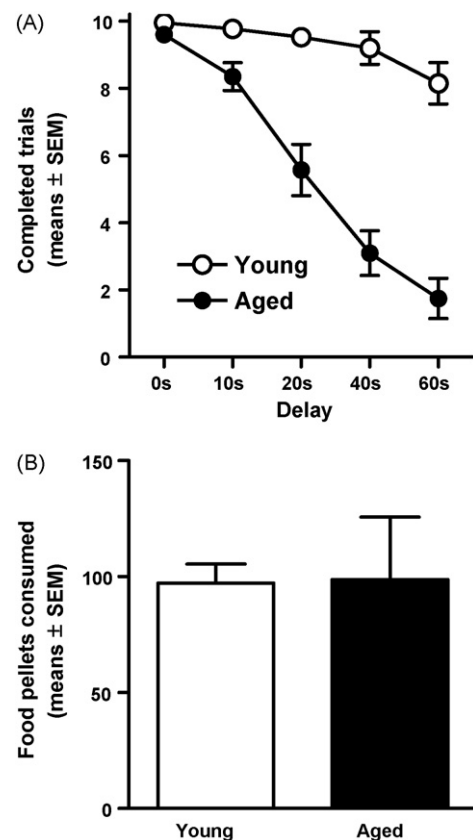 (A)
Completed trials
(means ± SEM)
10
8
6
4
2
0
Young
Aged
0s 10s 20s 40s 60s
Delay
(B)
Food pellets consumed
(means ± SEM)
150
100
50
0
Young Aged